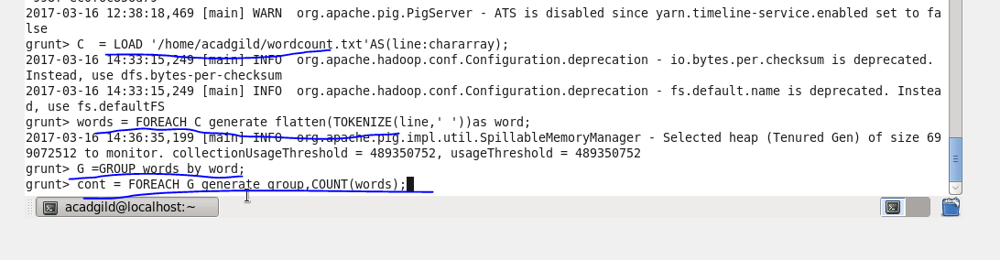 2017-03-16 12:38:18,469 [main] WARN  org.apache.pig.PigServer - ATS is disabled since yarn.timeline-service.enabled set to fa
lse
grunt> C  = LOAD '/home/acadgild/wordcount.txt'AS(line:chararray);
2017-03-16 14:33:15,249 [main] INFO  org.apache.hadoop.conf.Configuration.deprecation - io.bytes.per.checksum is deprecated.
Instead, use dfs.bytes-per-checksum
2017-03-16 14:33:15,249 [main] INFO  org.apache.hadoop.conf.Configuration.deprecation - fs.default.name is deprecated. Instea
d, use fs.defaultFS
grunt> words = FOREACH C generate flatten(TOKENIZE(line,' '))as word;
2017-03-16 14:36:35,199 [main] INFO  org.apache.pig.impl.util.SpillableMemoryManager - Selected heap (Tenured Gen) of size 69
9072512 to monitor. collectionUsageThreshold = 489350752, usageThreshold = 489350752
grunt> G =GROUP words by word;
grunt> cont = FOREACH G generate group,COUNT(words);
acadgild@localhost:~